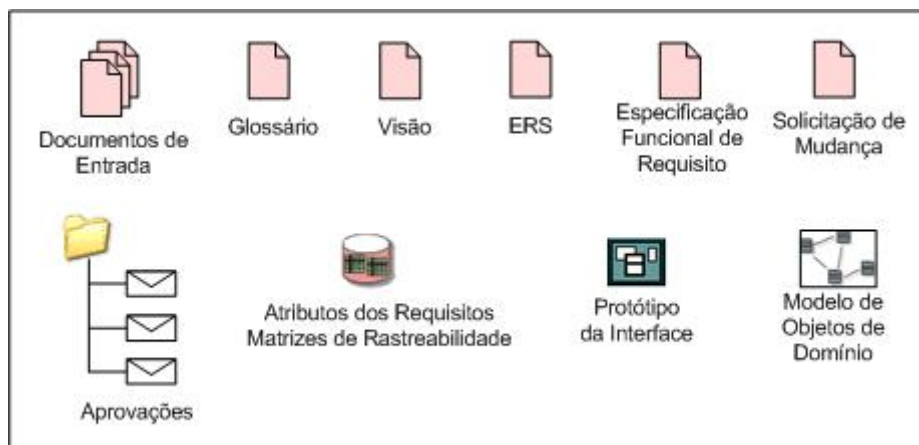 Documentos de
Entrada
Glossário
Visão
ERS
Especificação
Funcional de
Requisito
Solicitação de
Mudança
Aprovações
Atributos dos Requisitos
Matrizes de Rastreabilidade
Protótipo
da Interface
Modelo de
Objetos de
Domínio